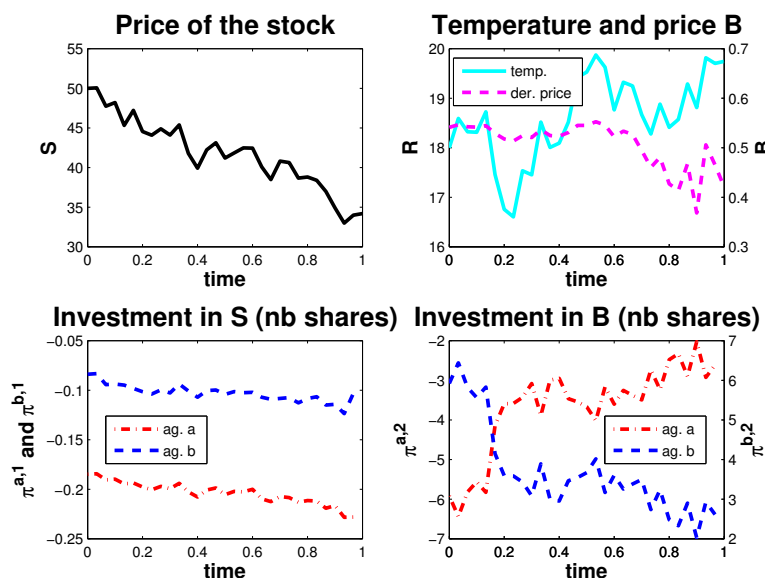 Price of the stock
55
50
45
40
35
30
S
0
0.2
0.4
0.6
0.8
1
time
Temperature and price B
20
19
18
17
16
R
temp.
der. price
0.7
0.6
0.5
0.4
0.3
B
0
0.2
0.4
0.6
0.8
1
time
Investment in S (nb shares)
−0.05
−0.1
−0.15
−0.2
−0.25
π^{a,1} and π^{b,1}
ag. a
ag. b
0
0.2
0.4
0.6
0.8
1
time
Investment in B (nb shares)
−2
−3
−4
−5
−6
−7
π^{a,2}
ag. a
ag. b
7
6
5
4
3
2
π^{b,2}
0
0.2
0.4
0.6
0.8
1
time